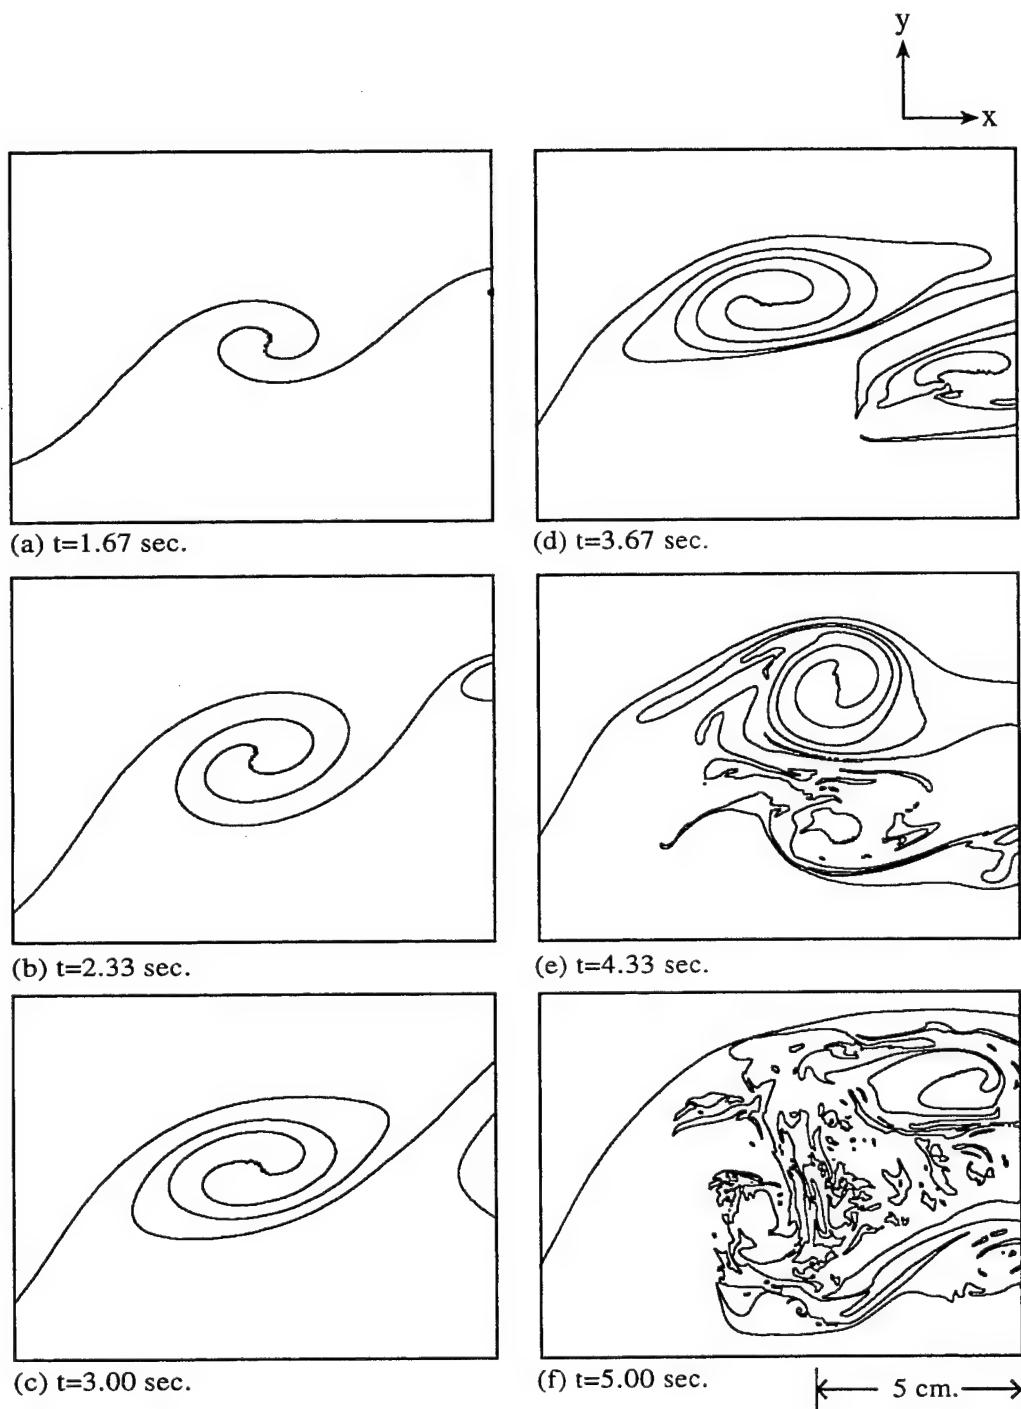 y
x
(a) t=1.67 sec.
(d) t=3.67 sec.
(b) t=2.33 sec.
(e) t=4.33 sec.
(c) t=3.00 sec.
(f) t=5.00 sec.
5 cm.